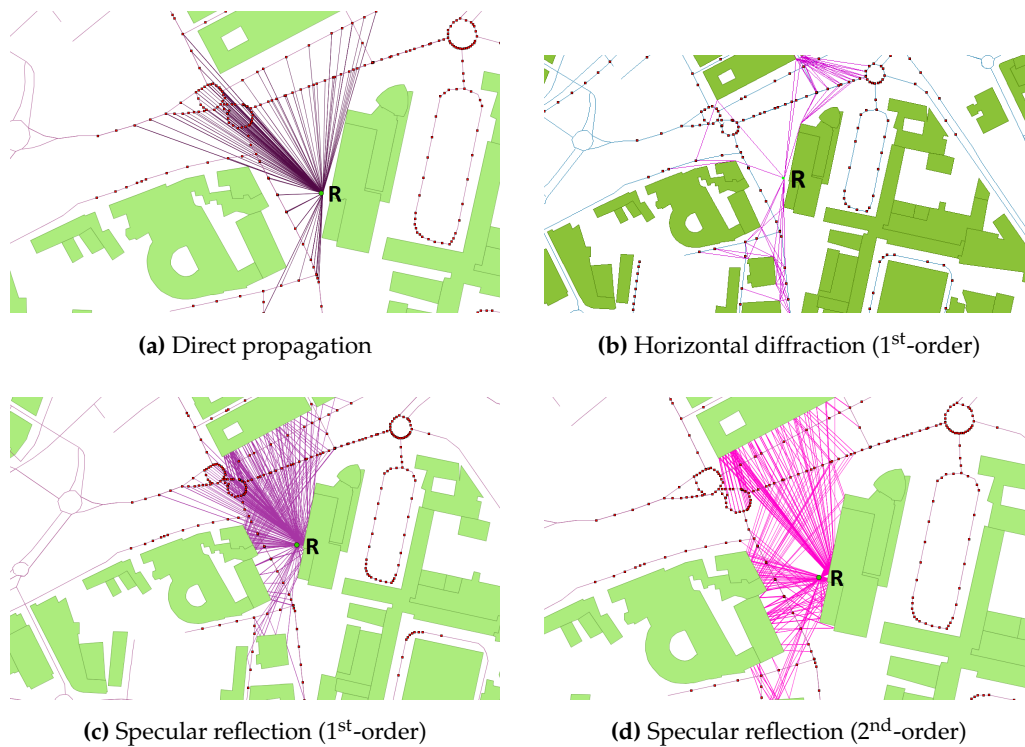 R
R
(a) Direct propagation
(b) Horizontal diffraction (1st-order)
R
R
(c) Specular reflection (1st-order)
(d) Specular reflection (2nd-order)